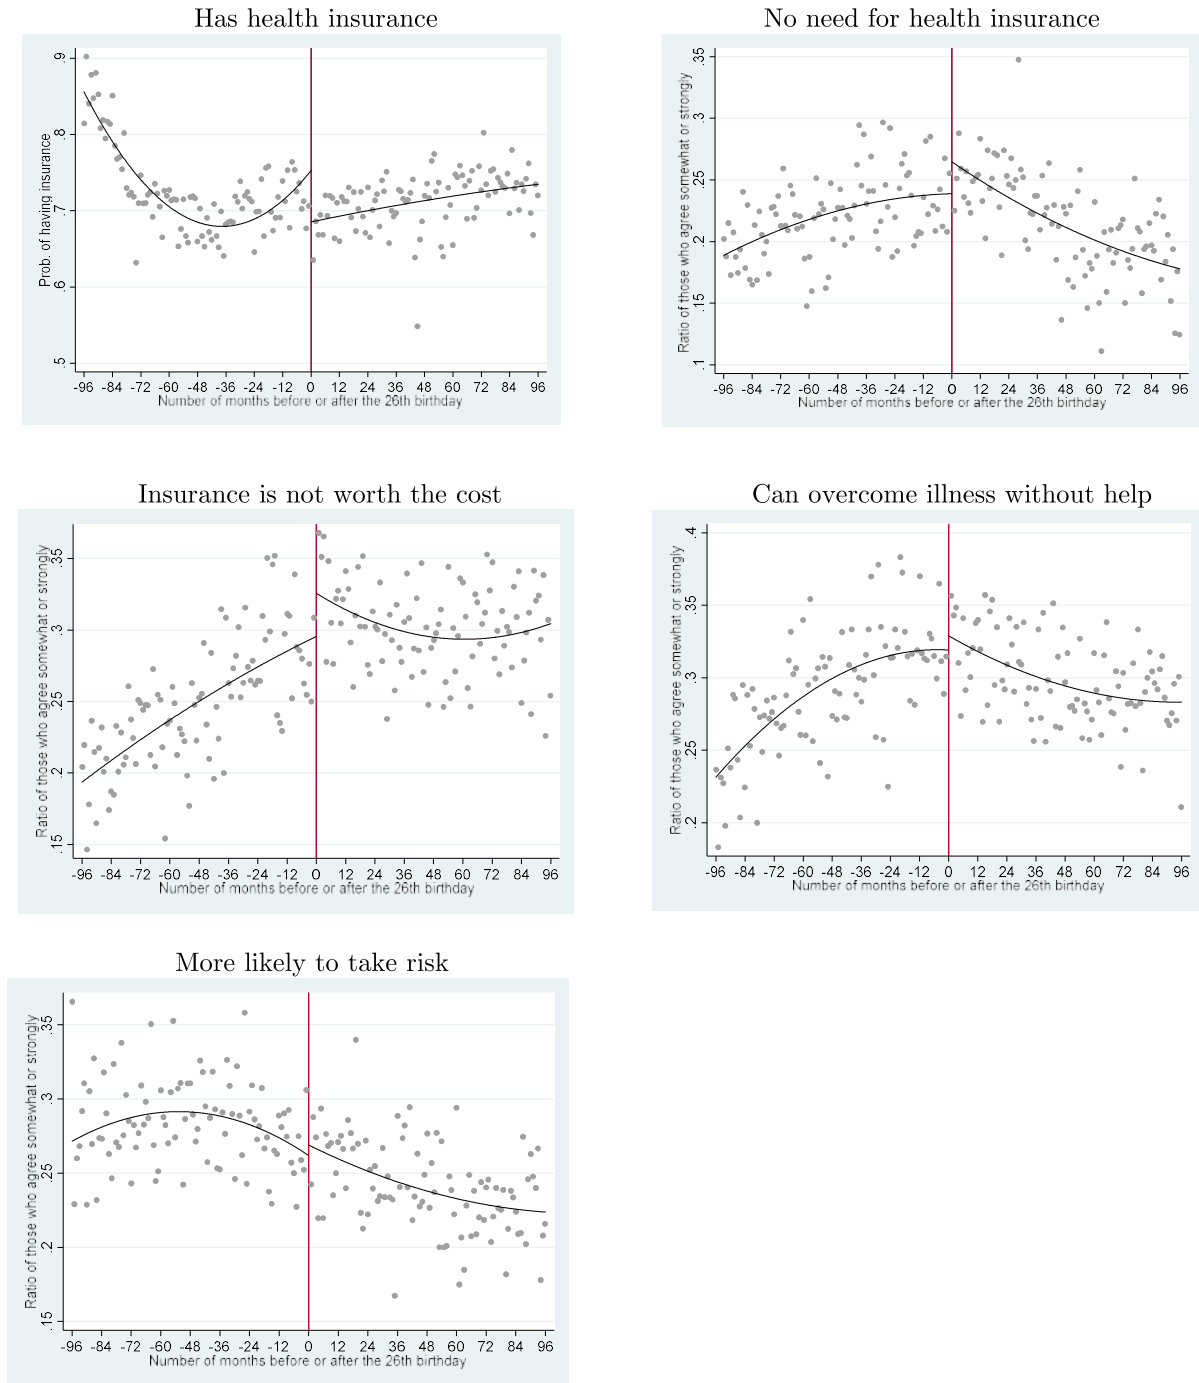 Has health insurance
No need for health insurance
Prob. of having insurance
.9
.8
.7
.6
.5
-96 -84 -72 -60 -48 -36 -24 -12 0 12 24 36 48 60 72 84 96
Number of months before or after the 26th birthday
Ratio of those who agree somewhat or strongly
.35
.3
.25
.2
.15
.1
-96 -84 -72 -60 -48 -36 -24 -12 0 12 24 36 48 60 72 84 96
Number of months before or after the 26th birthday
Insurance is not worth the cost
Can overcome illness without help
Ratio of those who agree somewhat or strongly
.35
.3
.25
.2
.15
-96 -84 -72 -60 -48 -36 -24 -12 0 12 24 36 48 60 72 84 96
Number of months before or after the 26th birthday
Ratio of those who agree somewhat or strongly
.4
.35
.3
.25
.2
-96 -84 -72 -60 -48 -36 -24 -12 0 12 24 36 48 60 72 84 96
Number of months before or after the 26th birthday
More likely to take risk
Ratio of those who agree somewhat or strongly
.35
.3
.25
.2
.15
-96 -84 -72 -60 -48 -36 -24 -12 0 12 24 36 48 60 72 84 96
Number of months before or after the 26th birthday